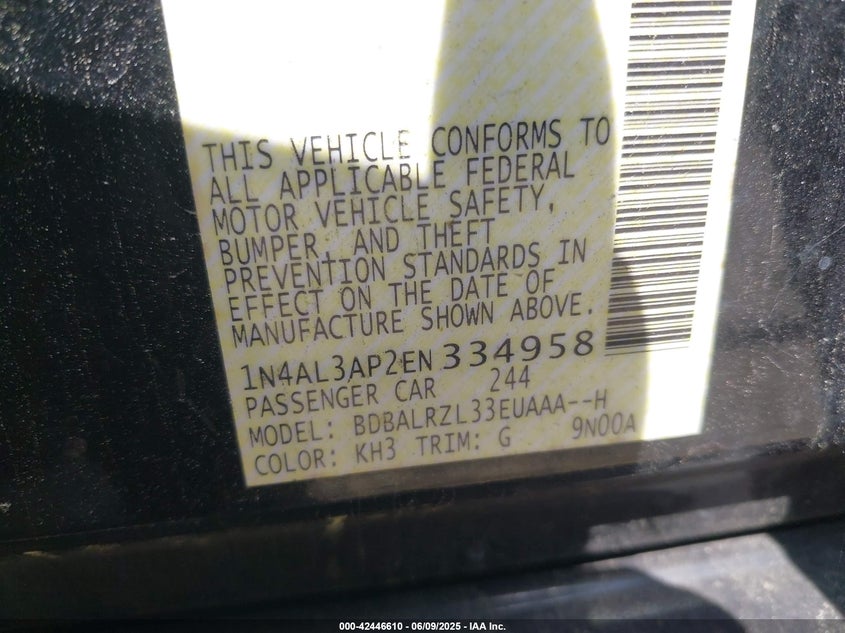 THIS VEHICLE CONFORMS TO
ALL APPLICABLE FEDERAL
MOTOR VEHICLE SAFETY,
BUMPER, AND THEFT
PREVENTION STANDARDS IN
EFFECT ON THE DATE OF
MANUFACTURE SHOWN ABOVE.
1N4AL3AP2EN334958
PASSENGER CAR 244
MODEL: BDBALRZL33EUAAA--H
COLOR: KH3 TRIM: G 9N00A
000-42446610 - 06/09/2025 - IAA Inc.